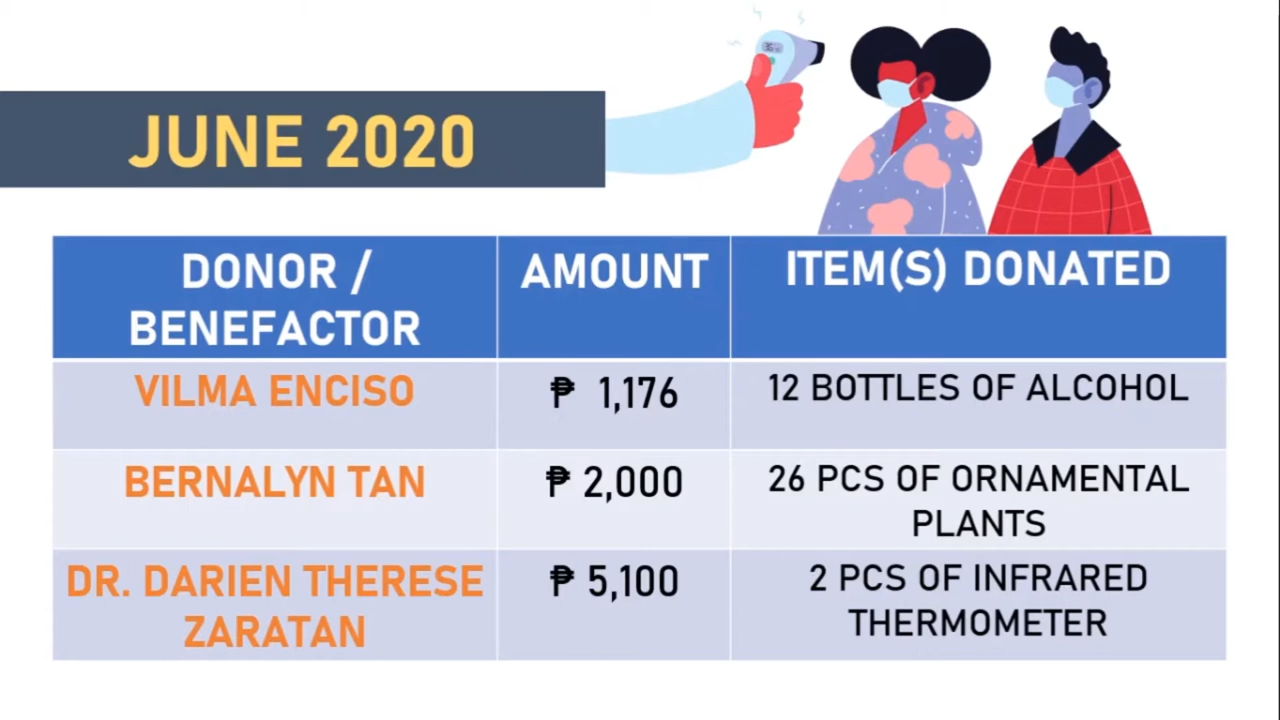 JUNE 2020
DONOR /
BENEFACTOR
AMOUNT
ITEM(S) DONATED
VILMA ENCISO
₱ 1,176
12 BOTTLES OF ALCOHOL
BERNALYN TAN
₱ 2,000
26 PCS OF ORNAMENTAL
PLANTS
DR. DARIEN THERESE
ZARATAN
₱ 5,100
2 PCS OF INFRARED
THERMOMETER